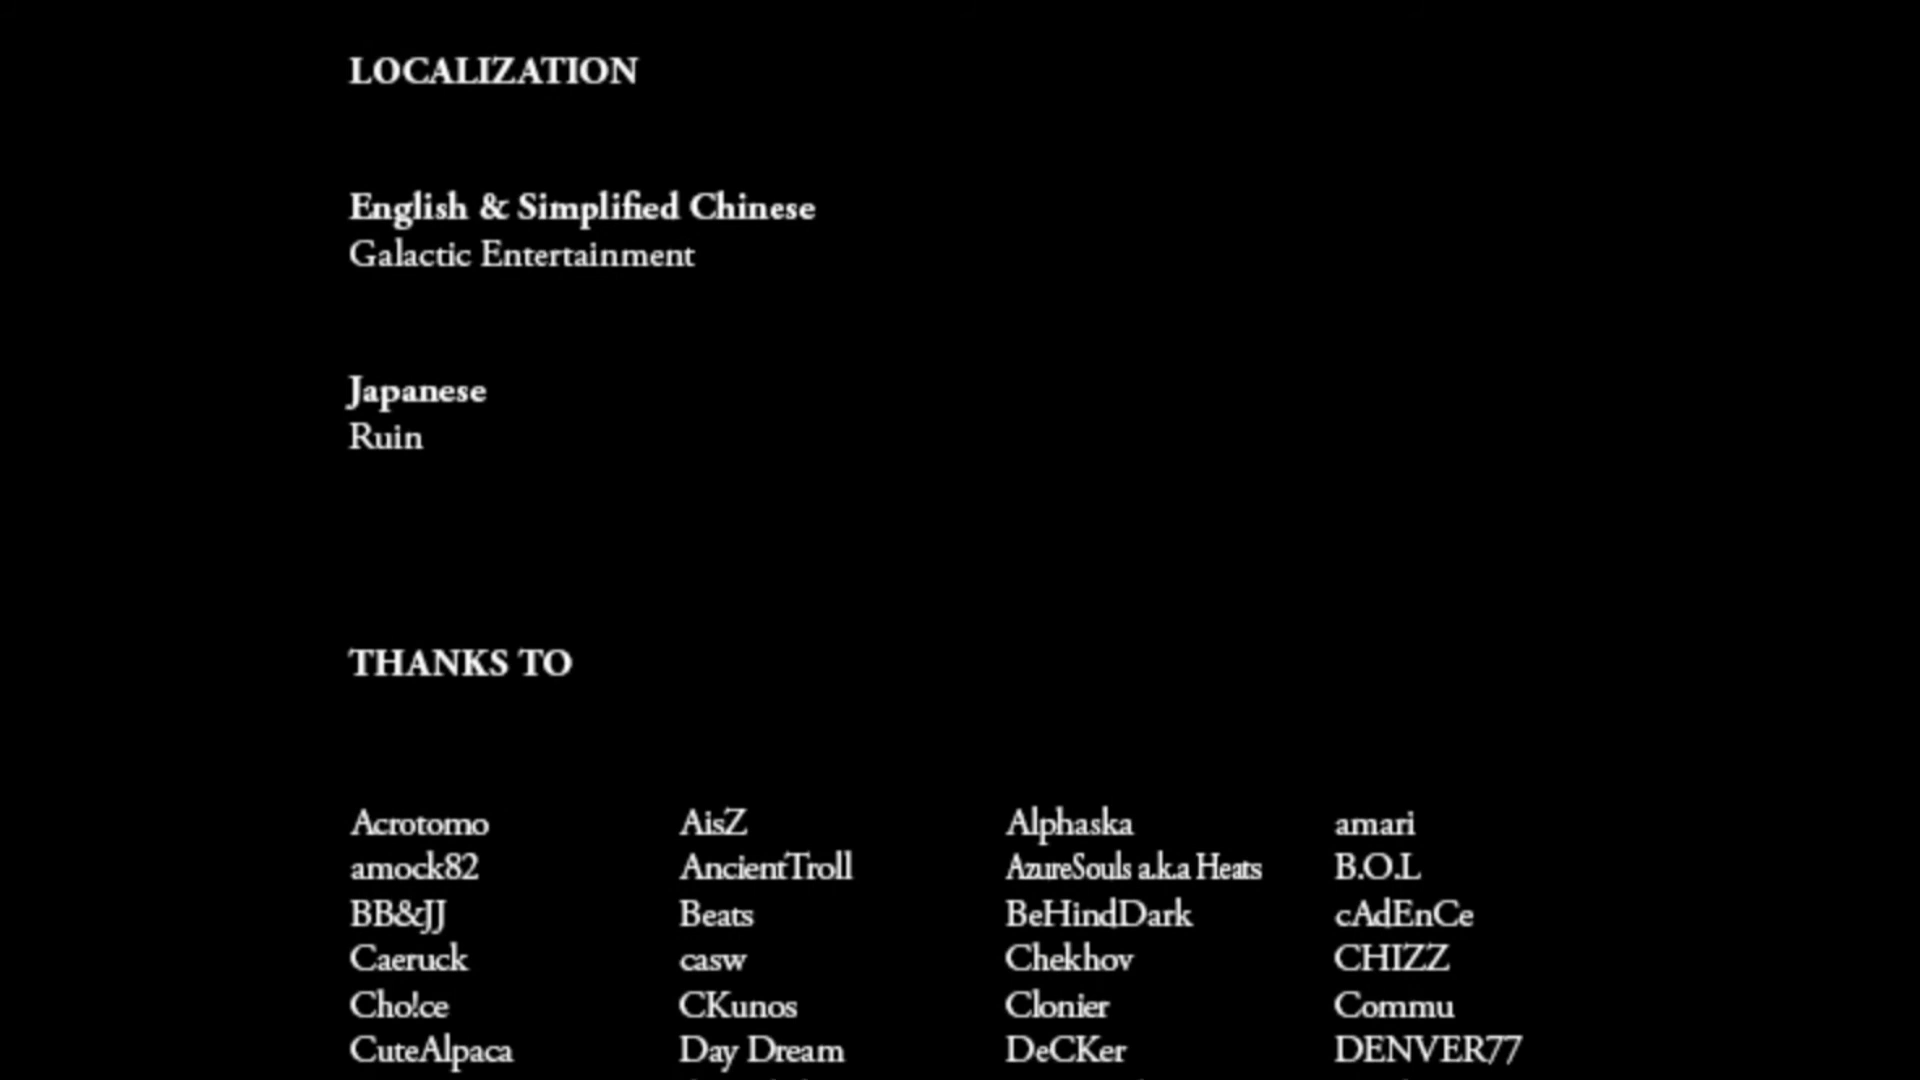 LOCALIZATION
English & Simplified Chinese
Galactic Entertainment
Japanese
Ruin
THANKS TO
Acrotomo AisZ Alphaska amari
amock82 AncientTroll AzureSouls a.k.a Heats B.O.L
BB&JJ Beats BeHindDark cAdEnCe
Caeruck casw Chekhov CHIZZ
Cho!ce CKunos Clonier Commu
CuteAlpaca Day Dream DeCKer DENVER77